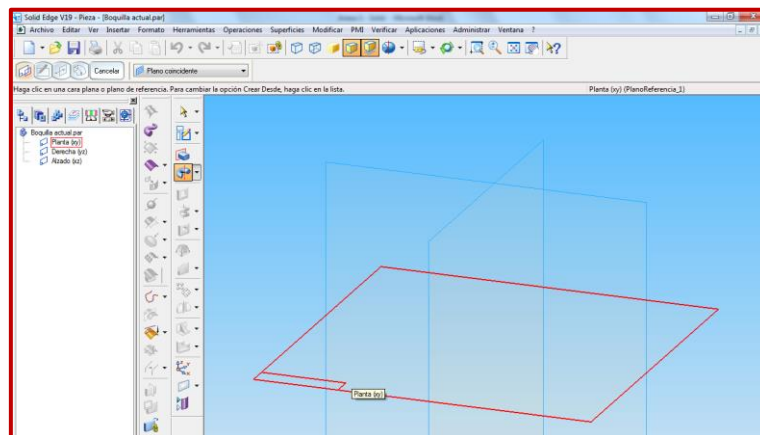 Solid Edge V19 - Pieza - [Boquilla actual.par]
Archivo Editar Ver Insertar Formato Herramientas Operaciones Superficies Modificar PMI Verificar Aplicaciones Administrar Ventana ?
Cancelar Plano coincidente
Haga clic en una cara plana o plano de referencia. Para cambiar la opción Crear Desde, haga clic en la lista. Planta (xy) (PlanoReferencia_1)
Boquilla actual.par
Planta (xy)
Derecha (yz)
Alzado (xz)
Planta (xy)